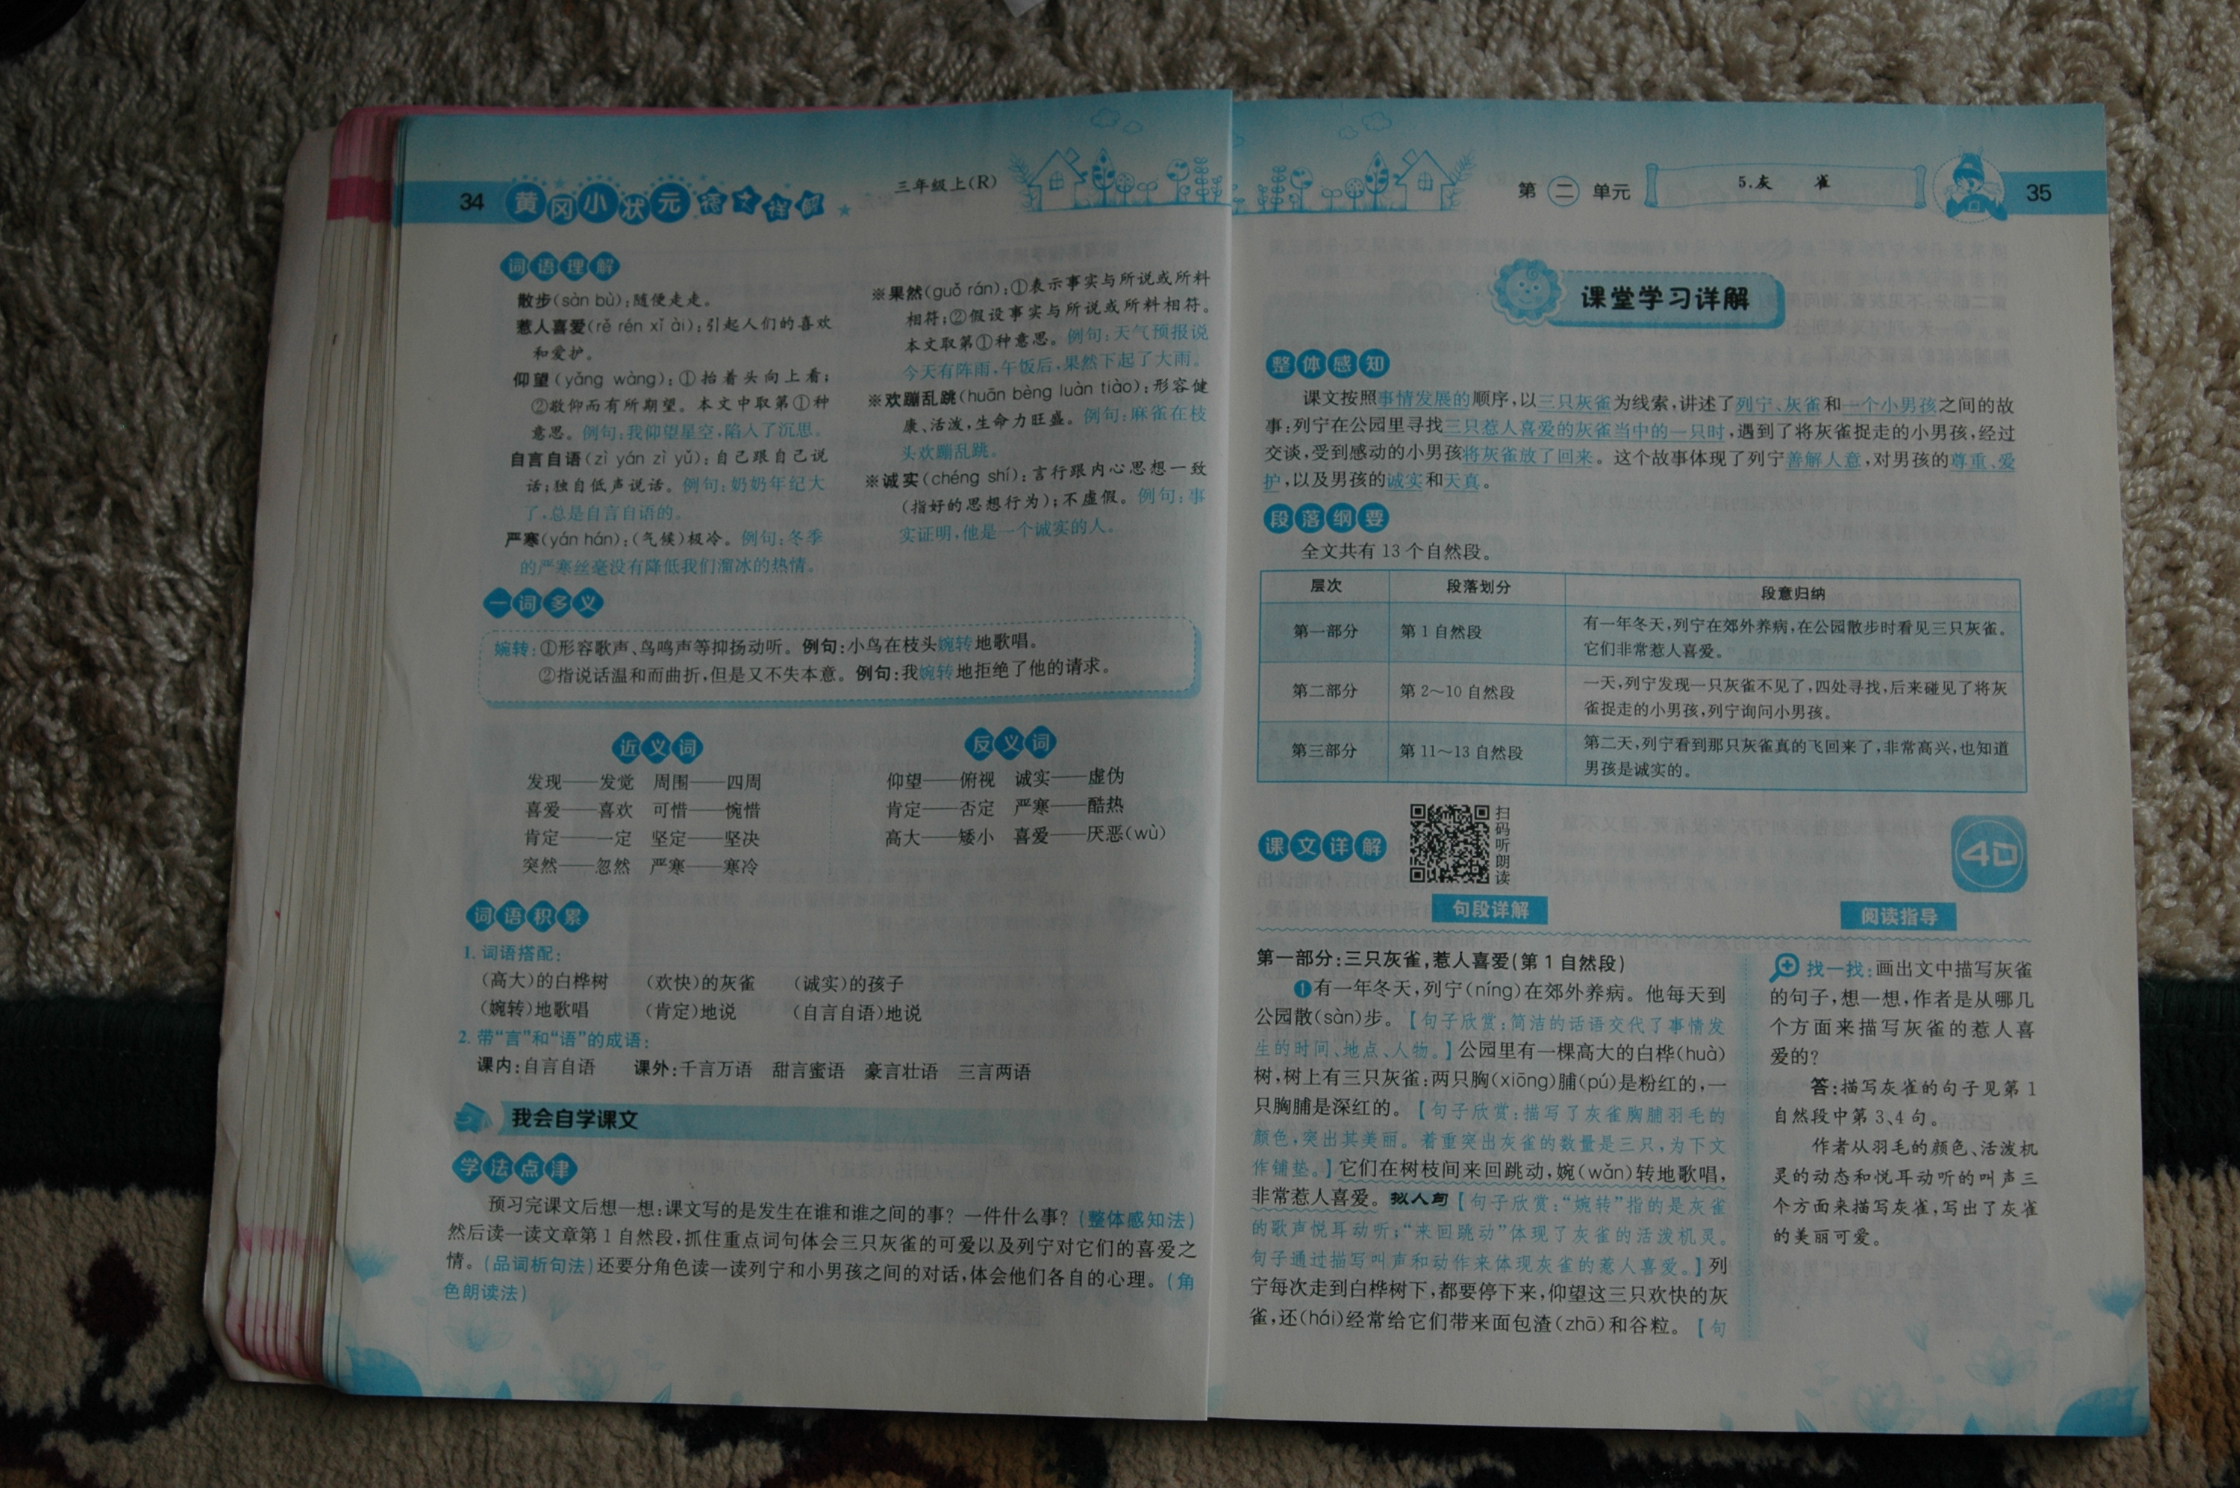 34 黄冈小状元 详解 三年级上(R)
词语理解
散步(sàn bù):随便走走。
惹人喜爱(rě rén xǐ ài):引起人们的喜欢
和爱护。
仰望(yǎng wàng):①抬着头向上看;
②敬仰而有所期望。本文中取第①种
意思。例句:我仰望星空,陷入了沉思。
自言自语(zì yán zì yǔ):自己跟自己说
话;独自低声说话。例句:奶奶年纪大
了,总是自言自语的。
严寒(yán hán):(气候)极冷。例句:冬季
的严寒丝毫没有降低我们溜冰的热情。
※果然(guǒ rán):①表示事实与所说或所料
相符;②假设事实与所说或所料相符。
本文取第①种意思。例句:天气预报说
今天有阵雨,午饭后,果然下起了大雨。
※欢蹦乱跳(huān bèng luàn tiào):形容健
康、活泼,生命力旺盛。例句:麻雀在枝
头欢蹦乱跳。
※诚实(chéng shí):言行跟内心思想一致
(指好的思想行为);不虚假。例句:事
实证明,他是一个诚实的人。
一词多义
婉转:①形容歌声、鸟鸣声等抑扬动听。例句:小鸟在枝头婉转地歌唱。
②指说话温和而曲折,但是又不失本意。例句:我婉转地拒绝了他的请求。
近义词
发现——发觉 周围——四周
喜爱——喜欢 可惜——惋惜
肯定——一定 坚定——坚决
突然——忽然 严寒——寒冷
反义词
仰望——俯视 诚实——虚伪
肯定——否定 严寒——酷热
高大——矮小 喜爱——厌恶(wù)
词语积累
1. 词语搭配:
(高大)的白桦树 (欢快)的灰雀 (诚实)的孩子
(婉转)地歌唱 (肯定)地说 (自言自语)地说
2. 带“言”和“语”的成语:
课内:自言自语 课外:千言万语 甜言蜜语 豪言壮语 三言两语
我会自学课文
学法点津
预习完课文后想一想:课文写的是发生在谁和谁之间的事?一件什么事?(整体感知法)
然后读一读文章第1自然段,抓住重点词句体会三只灰雀的可爱以及列宁对它们的喜爱之
情。(品词析句法)还要分角色读一读列宁和小男孩之间的对话,体会他们各自的心理。(角
色朗读法)
第二单元 5.灰 雀 35
课堂学习详解
整体感知
课文按照事情发展的顺序,以三只灰雀为线索,讲述了列宁、灰雀和一个小男孩之间的故
事:列宁在公园里寻找三只惹人喜爱的灰雀当中的一只时,遇到了将灰雀捉走的小男孩,经过
交谈,受到感动的小男孩将灰雀放了回来。这个故事体现了列宁善解人意,对男孩的尊重、爱
护,以及男孩的诚实和天真。
段落纲要
全文共有13个自然段。
层次 段落划分 段意归纳
第一部分 第1自然段 有一年冬天,列宁在郊外养病,在公园散步时看见三只灰雀。
它们非常惹人喜爱。
第二部分 第2~10自然段 一天,列宁发现一只灰雀不见了,四处寻找,后来碰见了将灰
雀捉走的小男孩,列宁询问小男孩。
第三部分 第11~13自然段 第二天,列宁看到那只灰雀真的飞回来了,非常高兴,也知道
男孩是诚实的。
课文详解
扫
码
听
朗
读
4D
句段详解
第一部分:三只灰雀,惹人喜爱(第1自然段)
❶有一年冬天,列宁(níng)在郊外养病。他每天到
公园散(sàn)步。【句子欣赏:简洁的话语交代了事情发
生的时间、地点、人物。】公园里有一棵高大的白桦(huà)
树,树上有三只灰雀:两只胸(xiōng)脯(pú)是粉红的,一
只胸脯是深红的。【句子欣赏:描写了灰雀胸脯羽毛的
颜色,突出其美丽。着重突出灰雀的数量是三只,为下文
作铺垫。】它们在树枝间来回跳动,婉(wǎn)转地歌唱,
非常惹人喜爱。拟人句【句子欣赏:“婉转”指的是灰雀
的歌声悦耳动听;“来回跳动”体现了灰雀的活泼机灵。
句子通过描写叫声和动作来体现灰雀的惹人喜爱。】列
宁每次走到白桦树下,都要停下来,仰望这三只欢快的灰
雀,还(hái)经常给它们带来面包渣(zhā)和谷粒。【句
阅读指导
找一找:画出文中描写灰雀
的句子,想一想,作者是从哪几
个方面来描写灰雀的惹人喜
爱的?
答:描写灰雀的句子见第1
自然段中第3、4句。
作者从羽毛的颜色、活泼机
灵的动态和悦耳动听的叫声三
个方面来描写灰雀,写出了灰雀
的美丽可爱。